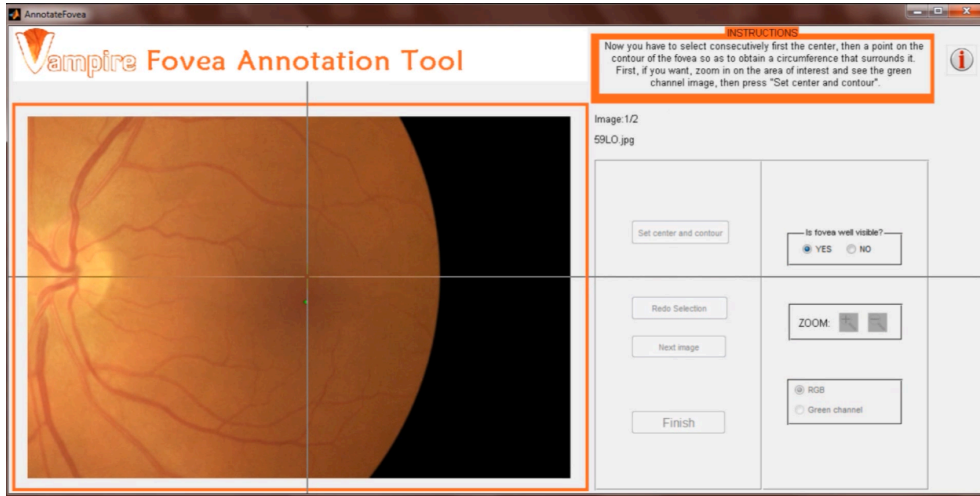 AnnotateFovea
Vampire Fovea Annotation Tool
INSTRUCTIONS
Now you have to select consecutively first the center, then a point on the
contour of the fovea so as to obtain a circumference that surrounds it.
First, if you want, zoom in on the area of interest and see the green
channel image, then press "Set center and contour".
Image:1/2
59LO.jpg
Set center and contour
Is fovea well visible?
YES NO
Redo Selection
ZOOM:
Next image
RGB
Green channel
Finish